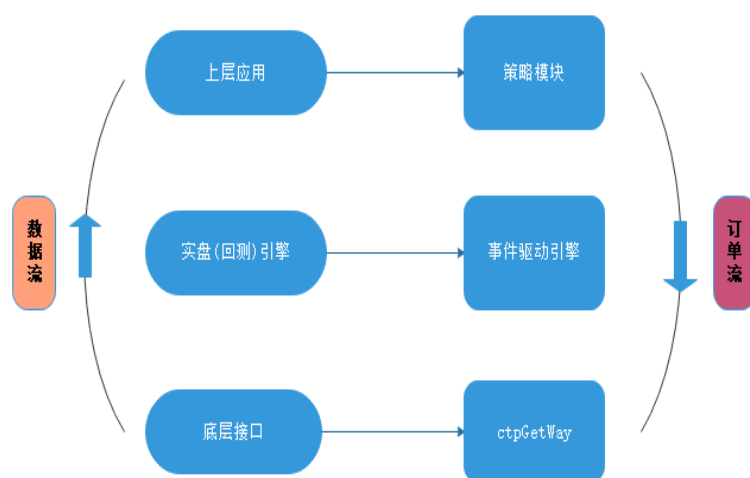 上层应用
策略模块
数据流
实盘(回测)引擎
事件驱动引擎
订单流
底层接口
ctpGetWay